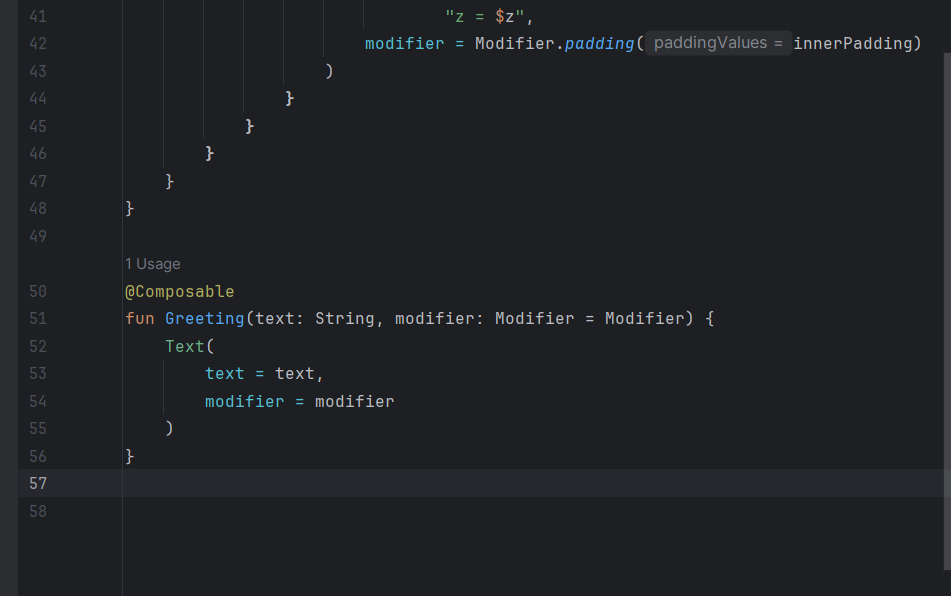 41 "z = $z",
42 modifier = Modifier.padding( paddingValues = innerPadding)
43 )
44 }
45 }
46 }
47 }
48 }
49
1 Usage
50 @Composable
51 fun Greeting(text: String, modifier: Modifier = Modifier) {
52 Text(
53 text = text,
54 modifier = modifier
55 )
56 }
57
58